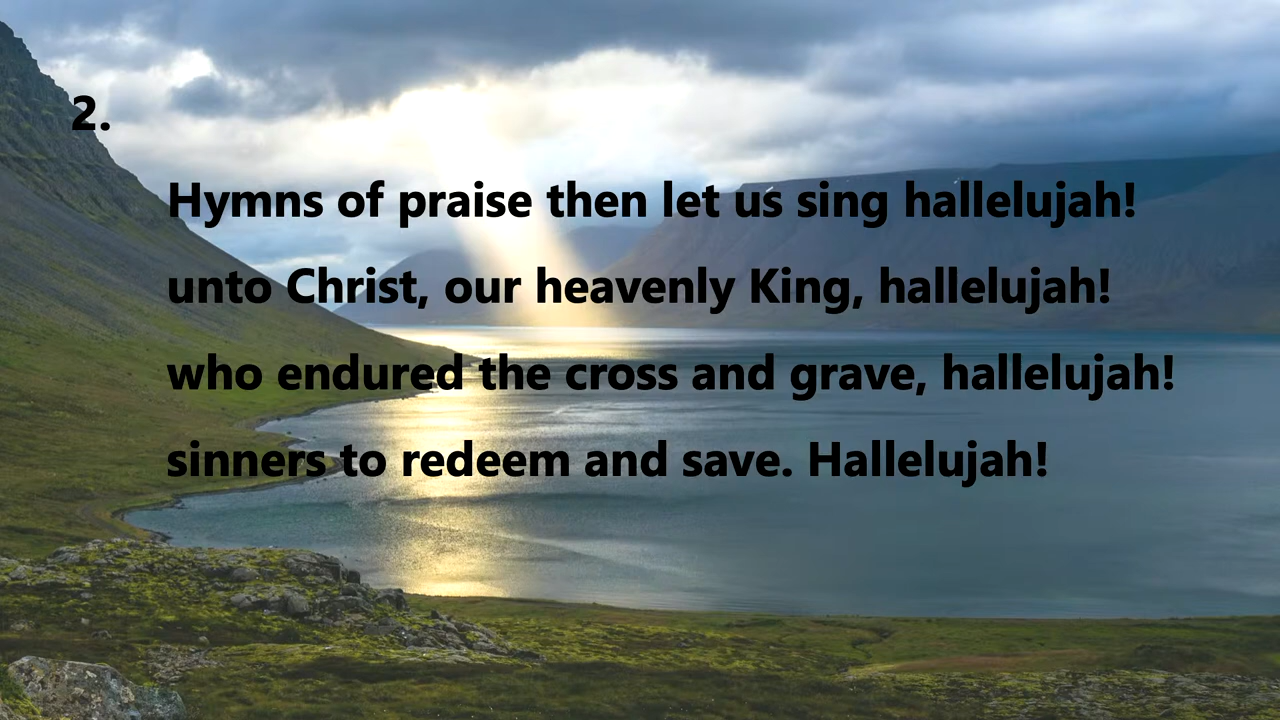 2.
Hymns of praise then let us sing hallelujah!
unto Christ, our heavenly King, hallelujah!
who endured the cross and grave, hallelujah!
sinners to redeem and save. Hallelujah!